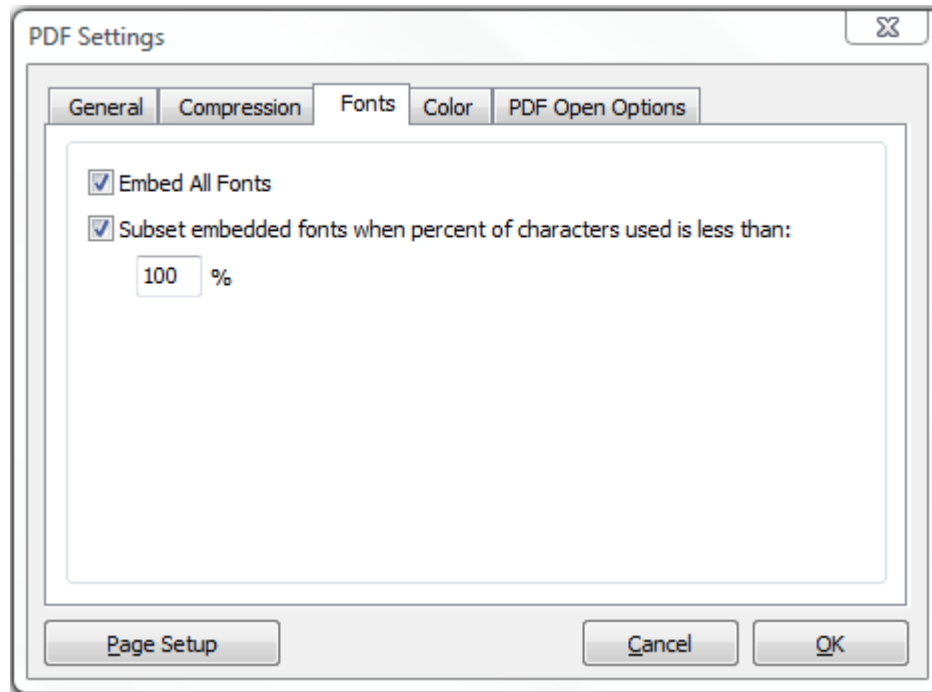 PDF Settings
General Compression Fonts Color PDF Open Options
Embed All Fonts
Subset embedded fonts when percent of characters used is less than:
100 %
Page Setup Cancel OK